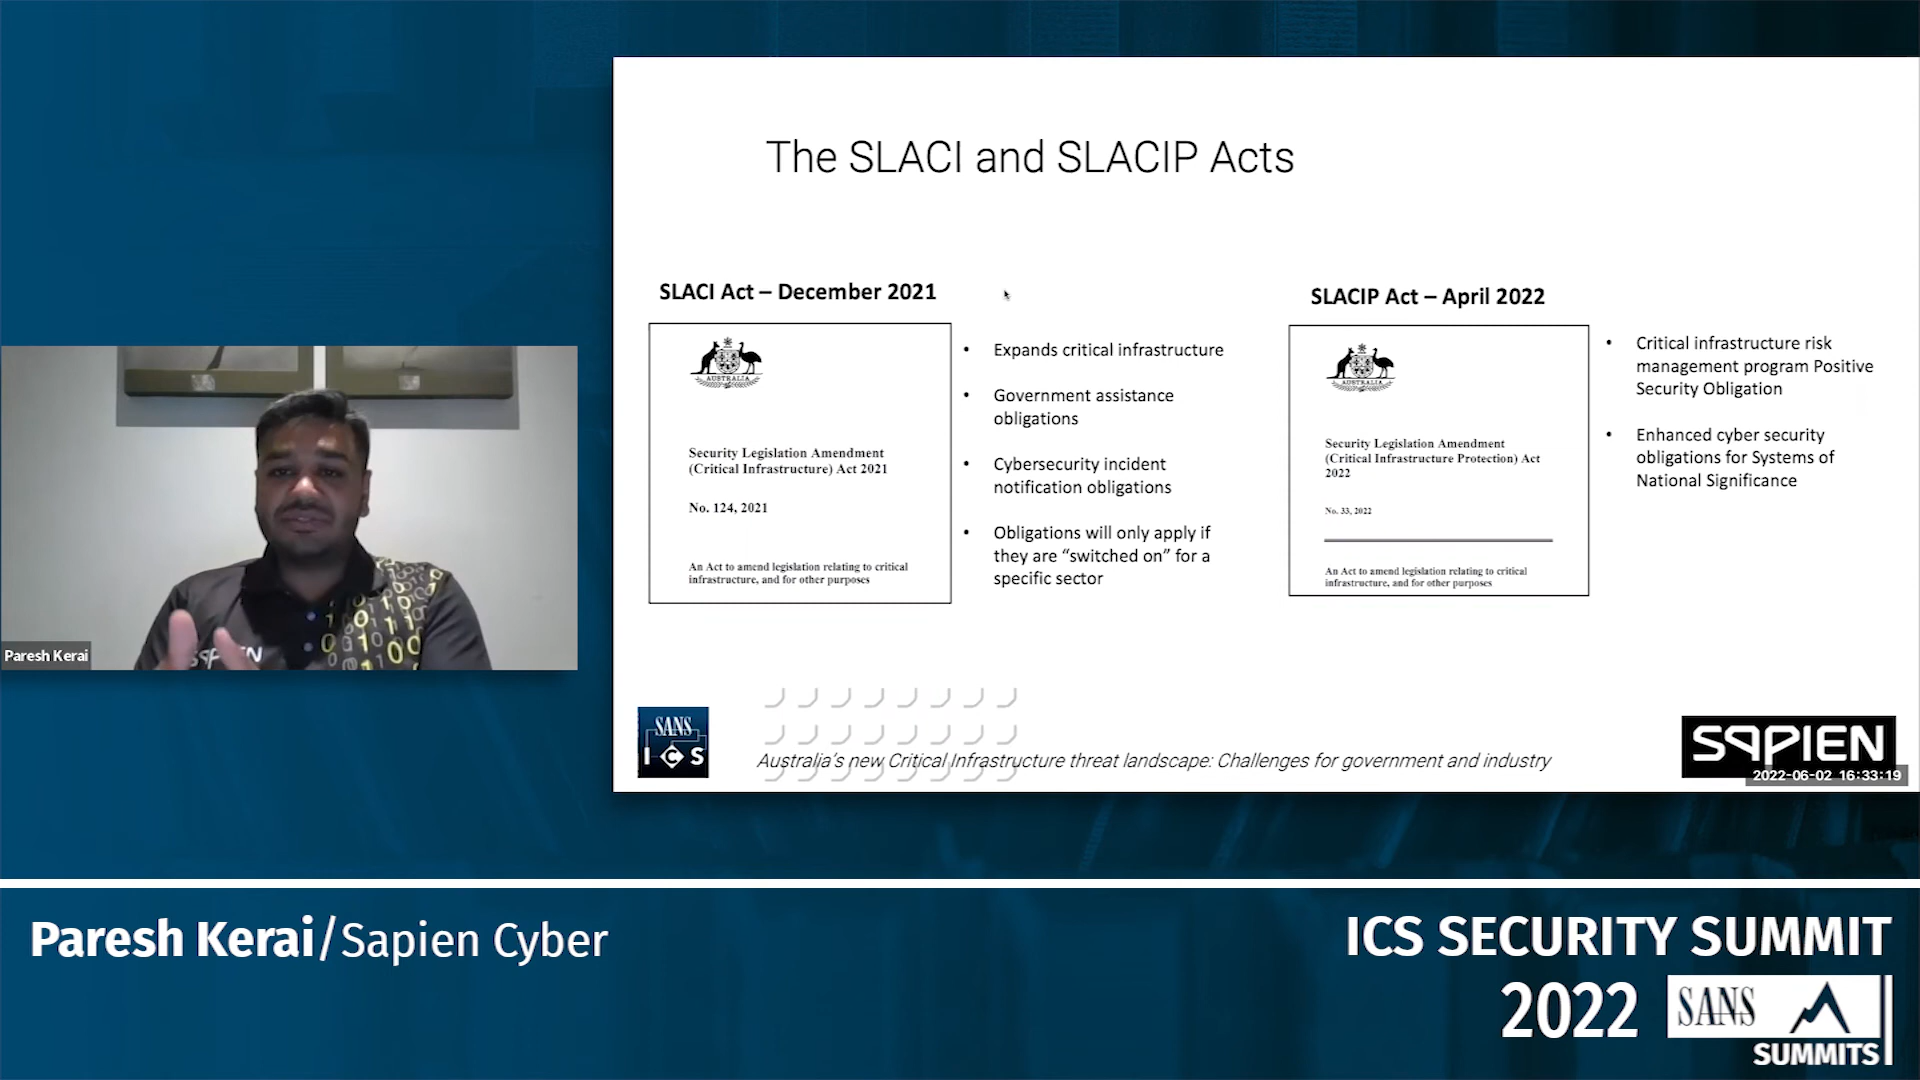 The SLACI and SLACIP Acts
SLACI Act – December 2021
AUSTRALIA
Security Legislation Amendment
(Critical Infrastructure) Act 2021
No. 124, 2021
An Act to amend legislation relating to critical
infrastructure, and for other purposes
• Expands critical infrastructure
• Government assistance
obligations
• Cybersecurity incident
notification obligations
• Obligations will only apply if
they are “switched on” for a
specific sector
SLACIP Act – April 2022
AUSTRALIA
Security Legislation Amendment
(Critical Infrastructure Protection) Act
2022
No. 33, 2022
An Act to amend legislation relating to critical
infrastructure, and for other purposes
• Critical infrastructure risk
management program Positive
Security Obligation
• Enhanced cyber security
obligations for Systems of
National Significance
SANS
ICS
Australia’s new Critical Infrastructure threat landscape: Challenges for government and industry
SAPIEN
2022-06-02 16:33:19
SAPIEN
Paresh Kerai
Paresh Kerai/Sapien Cyber
ICS SECURITY SUMMIT
2022
SANS
SUMMITS